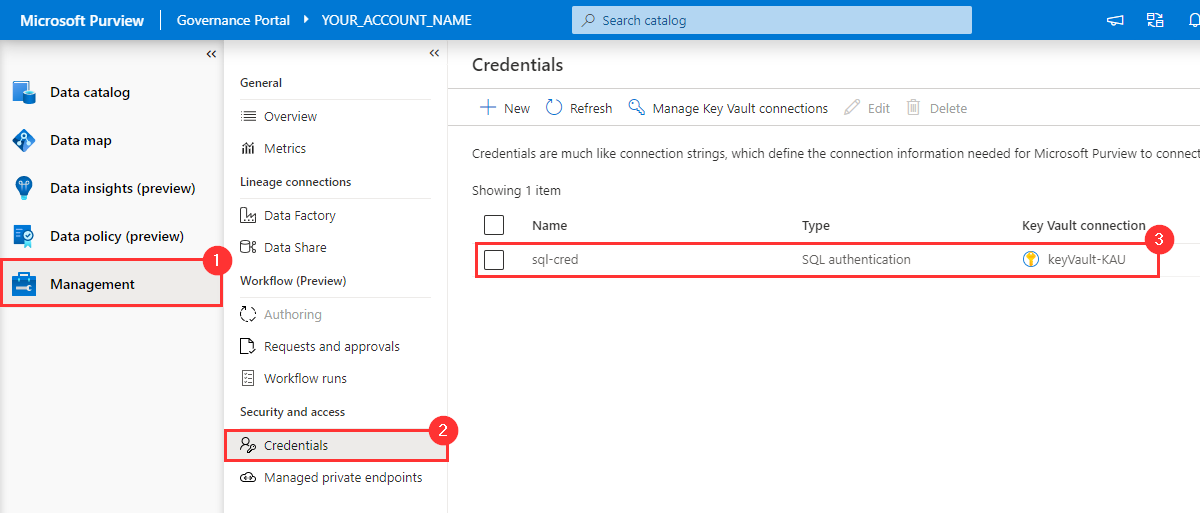 Microsoft Purview Governance Portal YOUR_ACCOUNT_NAME Search catalog
Data catalog
Data map
Data insights (preview)
Data policy (preview)
1
Management
General
Overview
Metrics
Lineage connections
Data Factory
Data Share
Workflow (Preview)
Authoring
Requests and approvals
Workflow runs
Security and access
2
Credentials
Managed private endpoints
Credentials
New Refresh Manage Key Vault connections Edit Delete
Credentials are much like connection strings, which define the connection information needed for Microsoft Purview to connec
Showing 1 item
Name Type Key Vault connection
3
sql-cred SQL authentication keyVault-KAU